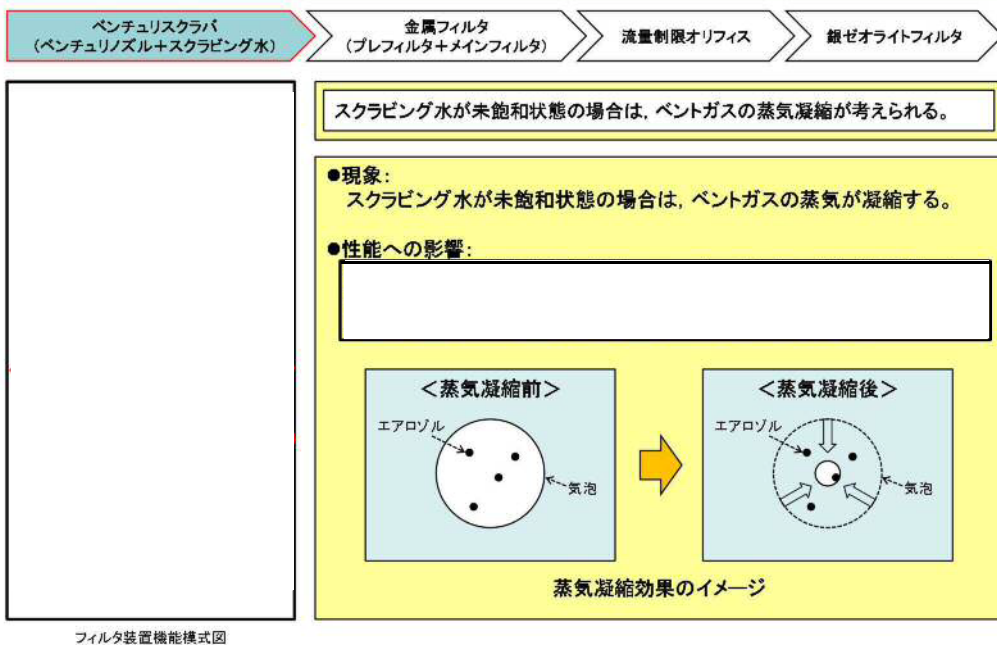 ベンチュリスクラバ
(ベンチュリノズル+スクラビング水)
金属フィルタ
(プレフィルタ+メインフィルタ)
流量制限オリフィス
銀ゼオライトフィルタ
スクラビング水が未飽和状態の場合は,ベントガスの蒸気凝縮が考えられる。
●現象:
スクラビング水が未飽和状態の場合は,ベントガスの蒸気が凝縮する。
●性能への影響:
<蒸気凝縮前>
エアロゾル
気泡
<蒸気凝縮後>
エアロゾル
気泡
蒸気凝縮効果のイメージ
フィルタ装置機能模式図